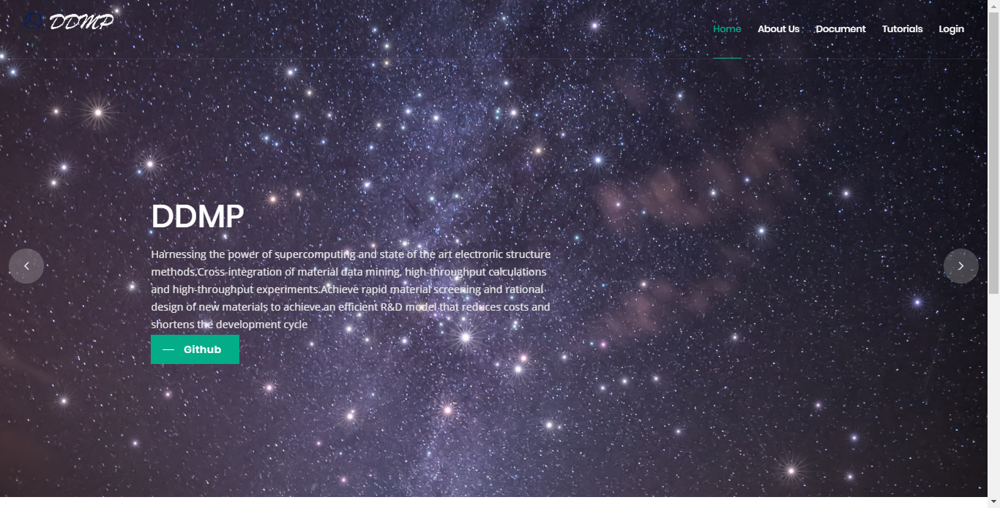 DDMP
Home About Us Document Tutorials Login
DDMP
Harnessing the power of supercomputing and state of the art electronic structure
methods,Cross-integration of material data mining, high-throughput calculations
and high-throughput experiments.Achieve rapid material screening and rational
design of new materials to achieve an efficient R&D model that reduces costs and
shortens the development cycle
Github